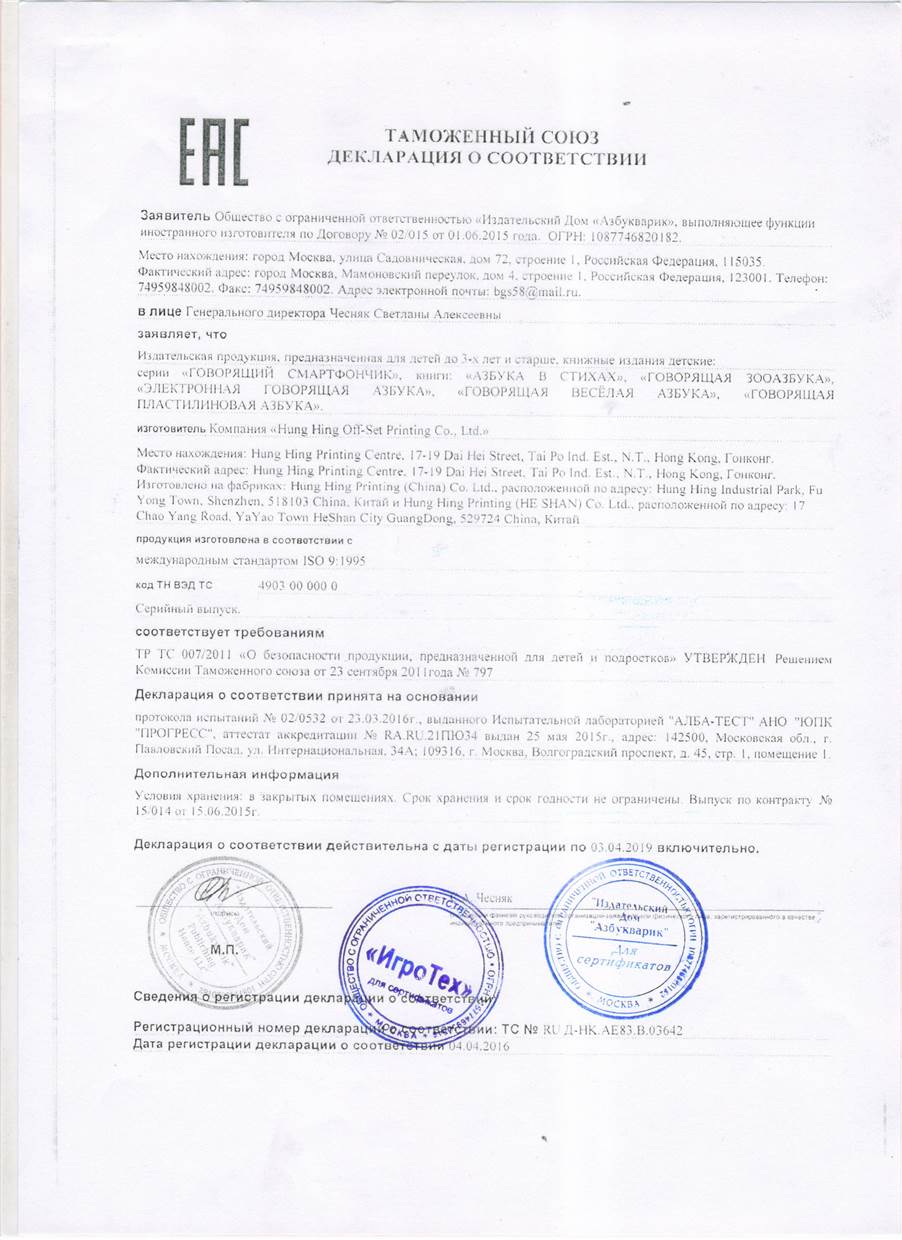 ЕАС
ТАМОЖЕННЫЙ СОЮЗ
ДЕКЛАРАЦИЯ О СООТВЕТСТВИИ
Заявитель Общество с ограниченной ответственностью «Издательский Дом «Азбукварик», выполняющее функции
иностранного изготовителя по Договору № 02/015 от 01.06.2015 года. ОГРН: 1087746820182.
Место нахождения: город Москва, улица Садовническая, дом 72, строение 1, Российская Федерация, 115035.
Фактический адрес: город Москва, Мамоновский переулок, дом 4, строение 1, Российская Федерация, 123001. Телефон:
74959848002. Факс: 74959848002. Адрес электронной почты: bgs58@mail.ru.
в лице Генерального директора Чесняк Светланы Алексеевны
заявляет, что
Издательская продукция, предназначенная для детей до 3-х лет и старше, книжные издания детские:
серии «ГОВОРЯЩИЙ СМАРТФОНЧИК», книги: «АЗБУКА В СТИХАХ», «ГОВОРЯЩАЯ ЗООАЗБУКА»,
«ЭЛЕКТРОННАЯ ГОВОРЯЩАЯ АЗБУКА», «ГОВОРЯЩАЯ ВЕСЁЛАЯ АЗБУКА», «ГОВОРЯЩАЯ
ПЛАСТИЛИНОВАЯ АЗБУКА».
изготовитель Компания «Hung Hing Off-Set Printing Co., Ltd.»
Место нахождения: Hung Hing Printing Centre, 17-19 Dai Hei Street, Tai Po Ind. Est., N.T., Hong Kong, Гонконг.
Фактический адрес: Hung Hing Printing Centre, 17-19 Dai Hei Street, Tai Po Ind. Est., N.T., Hong Kong, Гонконг.
Изготовлено на фабриках: Hung Hing Printing (China) Co. Ltd., расположенной по адресу: Hung Hing Industrial Park, Fu
Yong Town, Shenzhen, 518103 China, Китай и Hung Hing Printing (HE SHAN) Co. Ltd., расположенной по адресу: 17
Chao Yang Road, YaYao Town HeShan City GuangDong, 529724 China, Китай
продукция изготовлена в соответствии с
международным стандартом ISO 9:1995
код ТН ВЭД ТС 4903 00 000 0
Серийный выпуск.
соответствует требованиям
ТР ТС 007/2011 «О безопасности продукции, предназначенной для детей и подростков» УТВЕРЖДЕН Решением
Комиссии Таможенного союза от 23 сентября 2011года № 797
Декларация о соответствии принята на основании
протокола испытаний № 02/0532 от 23.03.2016г., выданного Испытательной лабораторией "АЛБА-ТЕСТ" АНО "ЮПК
"ПРОГРЕСС", аттестат аккредитации № RA.RU.21ПЮ34 выдан 25 мая 2015г., адрес: 142500, Московская обл., г.
Павловский Посад, ул. Интернациональная, 34А; 109316, г. Москва, Волгоградский проспект, д. 45, стр. 1, помещение 1.
Дополнительная информация
Условия хранения: в закрытых помещениях. Срок хранения и срок годности не ограничены. Выпуск по контракту №
15/014 от 15.06.2015г.
Декларация о соответствии действительна с даты регистрации по 03.04.2019 включительно.
Чесняк
М.П.
«ИгроТех»
для сертификатов
МОСКВА
"Издательский
Дом
"Азбукварик"
Для
сертификатов
МОСКВА
Сведения о регистрации декларации о соответствии
Регистрационный номер декларации о соответствии: ТС № RU Д-НК.АЕ83.В.03642
Дата регистрации декларации о соответствии 04.04.2016